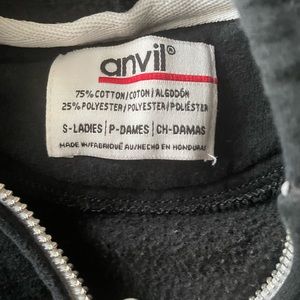 anvil®
75% COTTON/COTON/ALGODÓN
25% POLYESTER/POLYESTER/POLIÉSTER
S-LADIES | P-DAMES | CH-DAMAS
MADE IN/FABRIQUÉ AU/HECHO EN HONDURAS